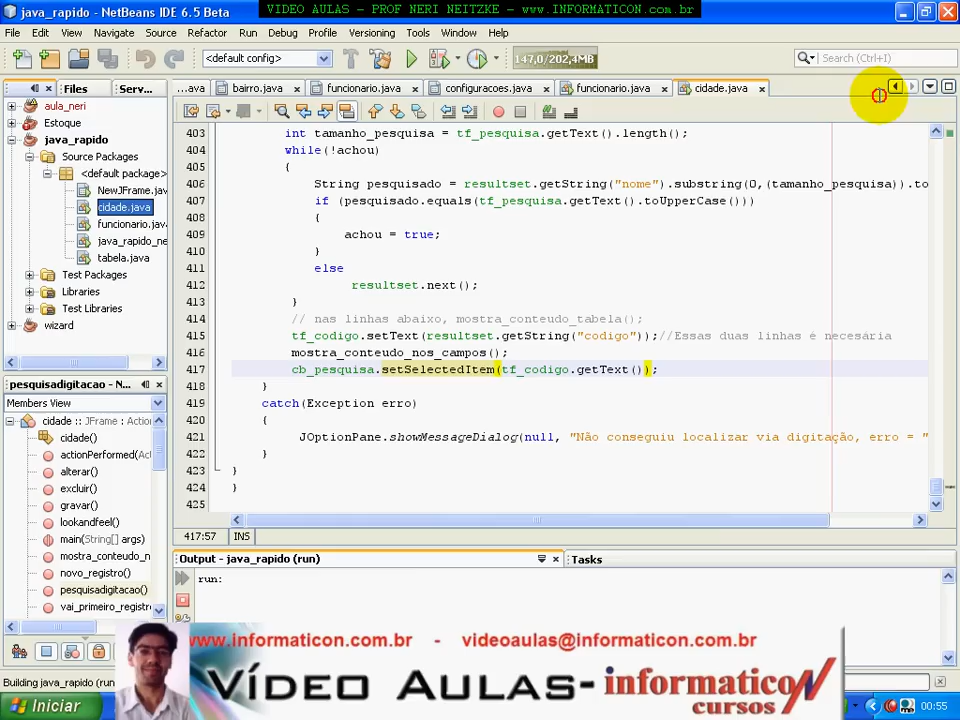 java_rapido - NetBeans IDE 6.5 Beta
VIDEO AULAS - PROF NERI NEITZKE - www.INFORMATICON.com.br
File Edit View Navigate Source Refactor Run Debug Profile Versioning Tools Window Help
<default config>
147,0/202,4MB
Search (Ctrl+I)
Files
Serv...
...ava
bairro.java
funcionario.java
configuracoes.java
funcionario.java
cidade.java
aula_neri
Estoque
java_rapido
Source Packages
<default package>
NewJFrame.jav
cidade.java
funcionario.java
java_rapido_ne
tabela.java
Test Packages
Libraries
Test Libraries
wizard
403 int tamanho_pesquisa = tf_pesquisa.getText().length();
404 while(!achou)
405 {
406 String pesquisado = resultset.getString("nome").substring(0,(tamanho_pesquisa)).to
407 if (pesquisado.equals(tf_pesquisa.getText().toUpperCase()))
408 {
409 achou = true;
410 }
411 else
412 resultset.next();
413 }
414 // nas linhas abaixo, mostra_conteudo_tabela();
415 tf_codigo.setText(resultset.getString("codigo"));//Essas duas linhas é necesária
416 mostra_conteudo_nos_campos();
417 cb_pesquisa.setSelectedItem(tf_codigo.getText());
418 }
419 catch(Exception erro)
420 {
421 JOptionPane.showMessageDialog(null, "Não conseguiu localizar via digitação, erro = "
422 }
423 }
424 }
425
417:57 INS
pesquisadigitacao()
Members View
cidade :: JFrame : Action
cidade()
actionPerformed(Actio
alterar()
excluir()
gravar()
lookandfeel()
main(String[] args)
mostra_conteudo_n
novo_registro()
pesquisadigitacao()
vai_primeiro_registr
Output - java_rapido (run)
Tasks
run:
www.informaticon.com.br - videoaulas@informaticon.com.br
VÍDEO AULAS- informaticon
cursos
Building java_rapido (run
Iniciar
00:55